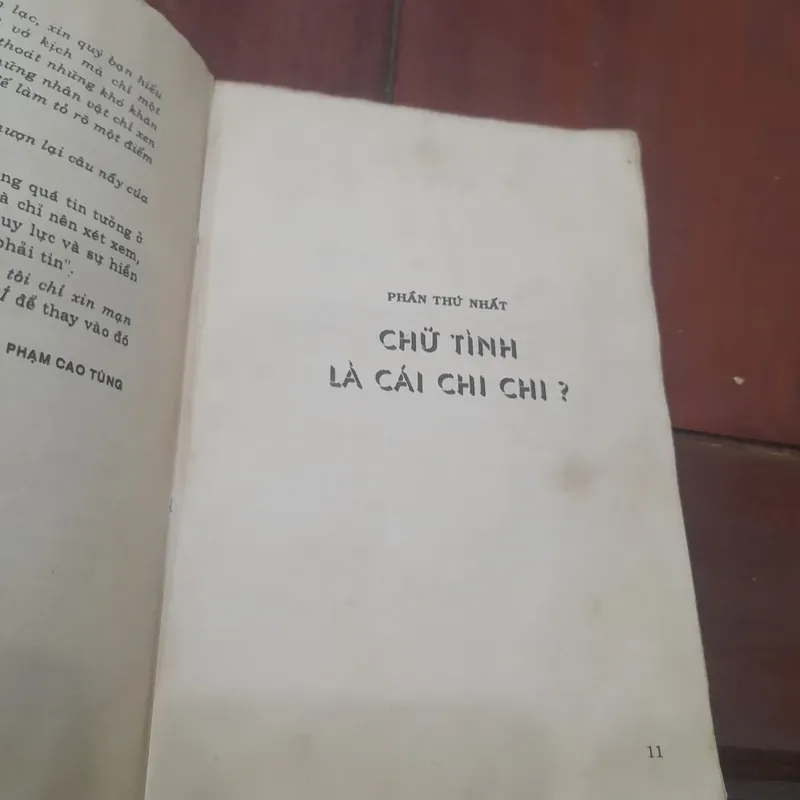 lạc, xin quý bạn hiểu
vở kịch mà chỉ một
thoát những khó khăn
những nhân vật chỉ xen
làm tỏ rõ một điểm
mượn lại câu nầy của
quá tin tưởng ở
chỉ nên xét xem,
uy lực và sự hiển
phải tin":
tôi chỉ xin mạn
để thay vào đó
PHẠM CAO TÙNG
PHẦN THỨ NHẤT
CHỮ TÌNH
LÀ CÁI CHI CHI ?
11